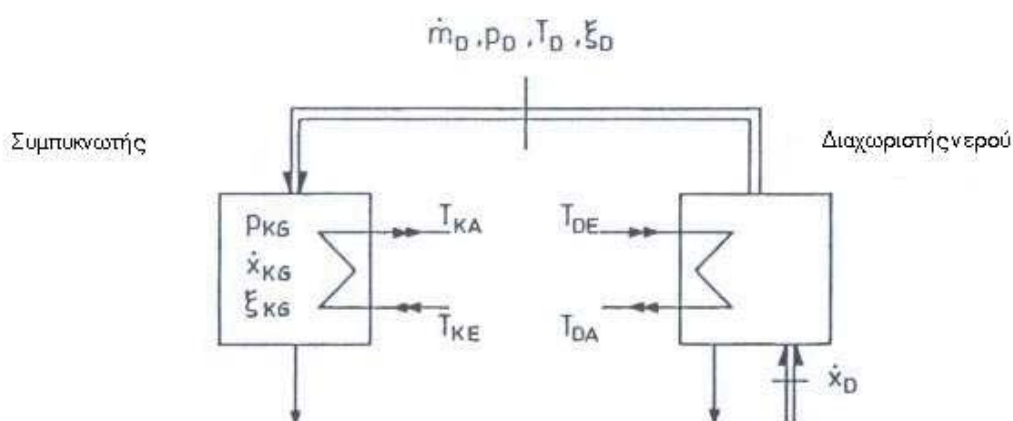 ṁD ,pD ,TD ,ξD
Συμπυκνωτής
Διαχωριστής νερού
pKG
ẋKG
ξKG
TKA
TKE
TDE
TDA
ẋD